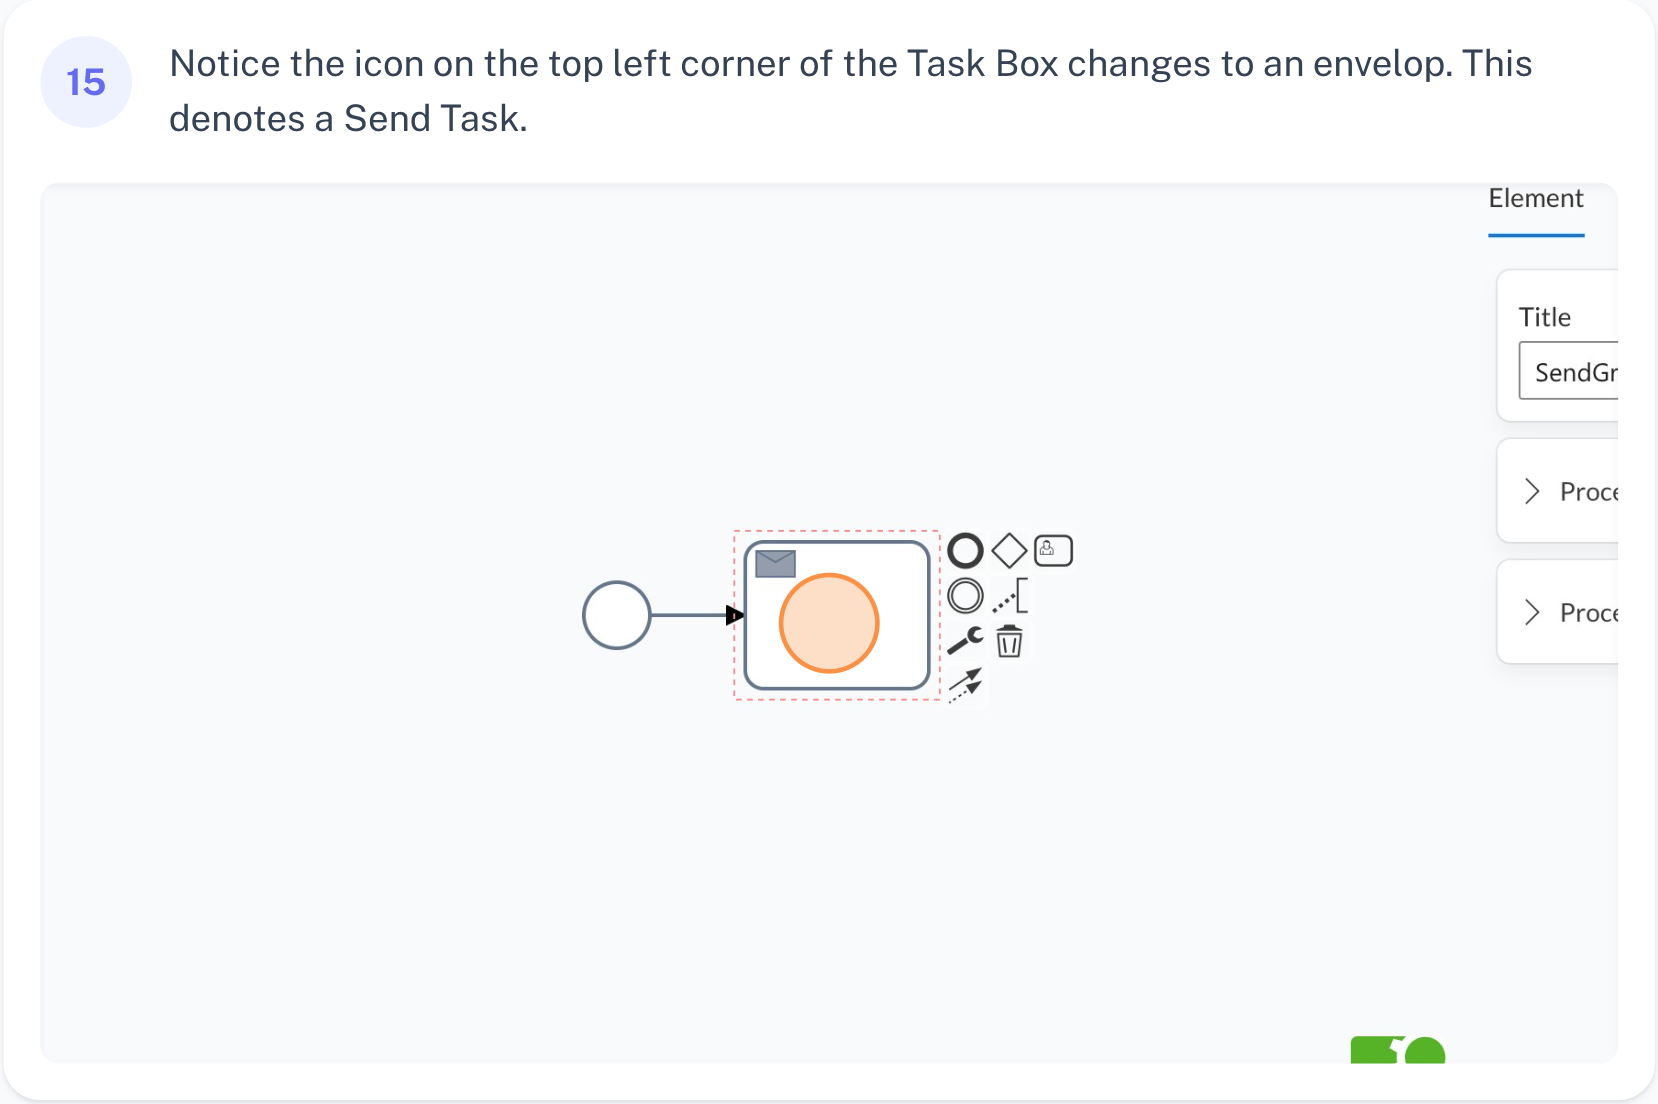 15
Notice the icon on the top left corner of the Task Box changes to an envelop. This
denotes a Send Task.
Element
Title
SendGr
Proce
Proce